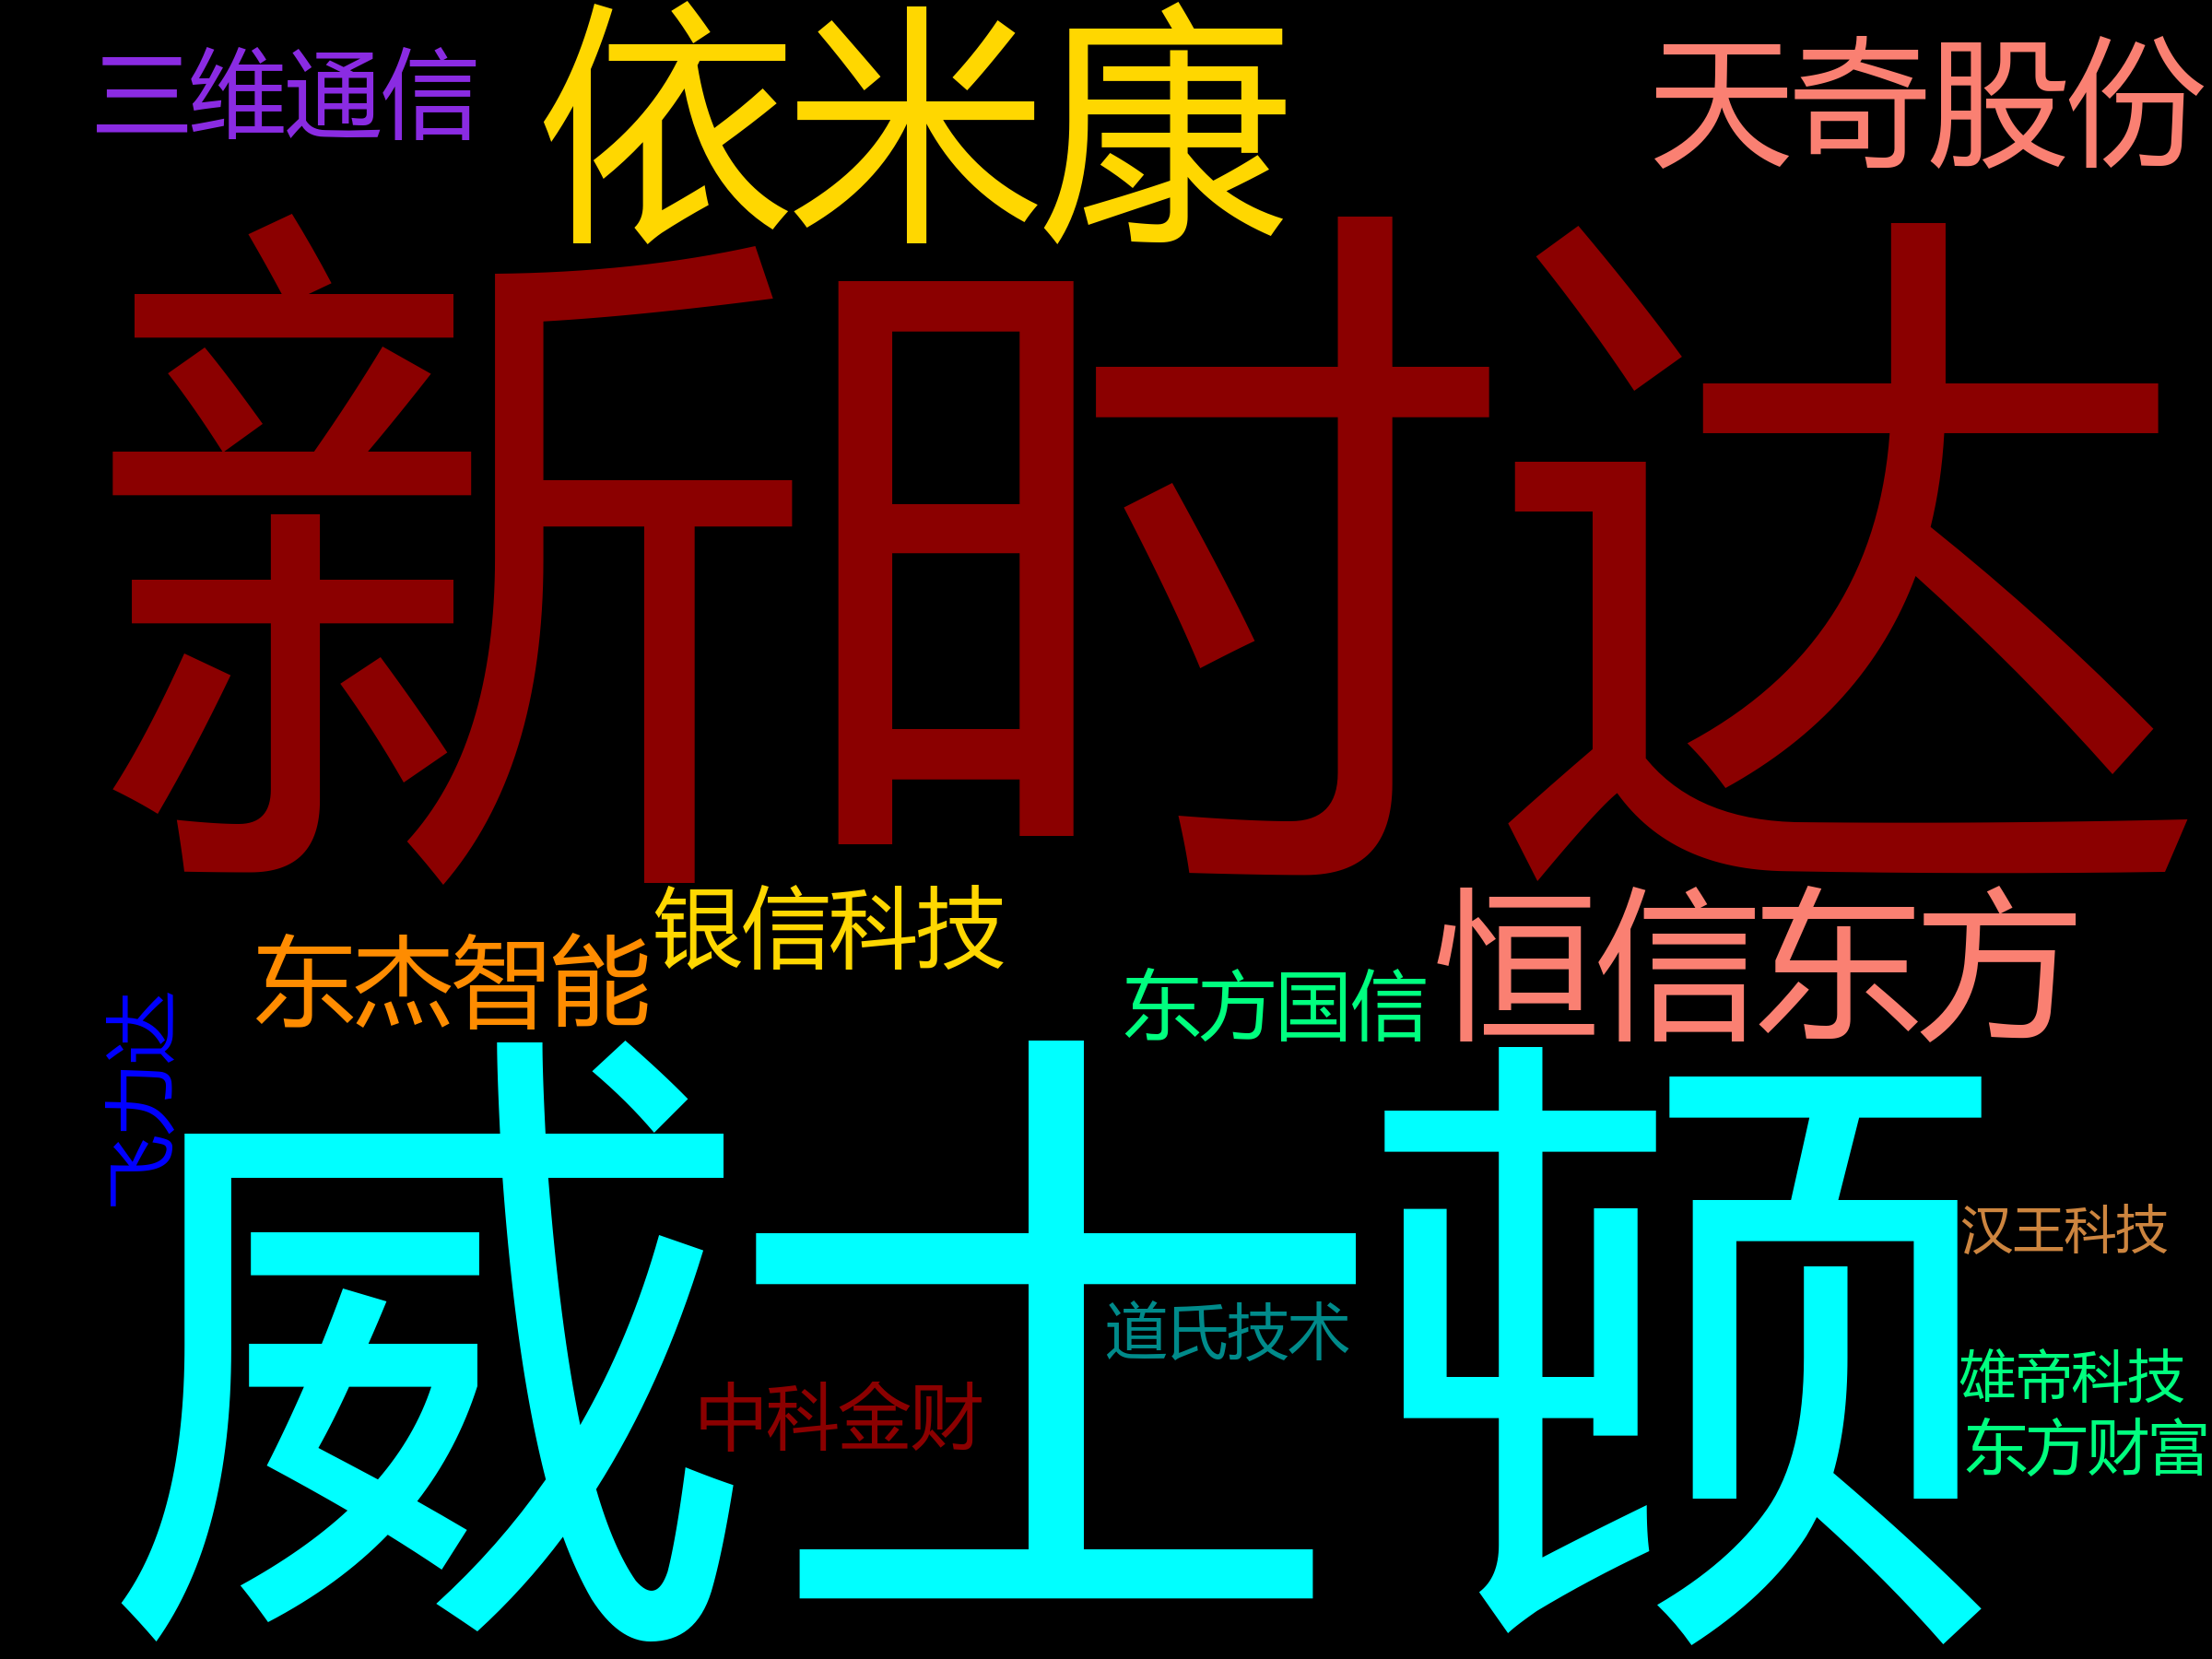 三维通信
依米康
天奇股份
新时达
银信科技
恒信东方
东杰智能
东方国信
飞力达
威士顿
汉王科技
道氏技术
雄帝科技
中科金财
东方财富